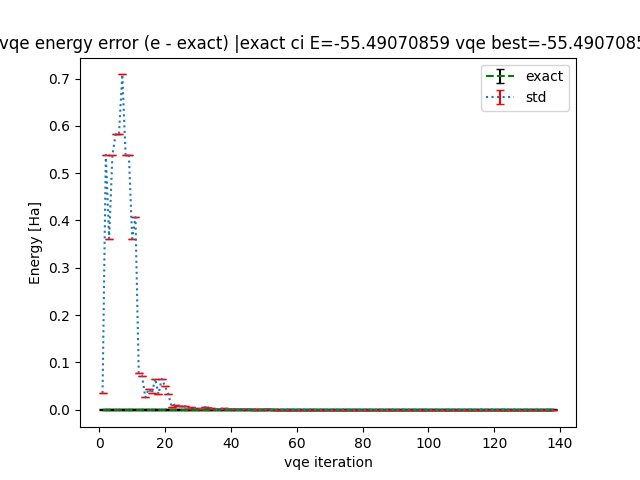 vqe energy error (e - exact) |exact ci E=-55.49070859 vqe best=-55.4907085
exact
std
0.7
0.6
0.5
0.4
0.3
0.2
0.1
0.0
Energy [Ha]
0 20 40 60 80 100 120 140
vqe iteration